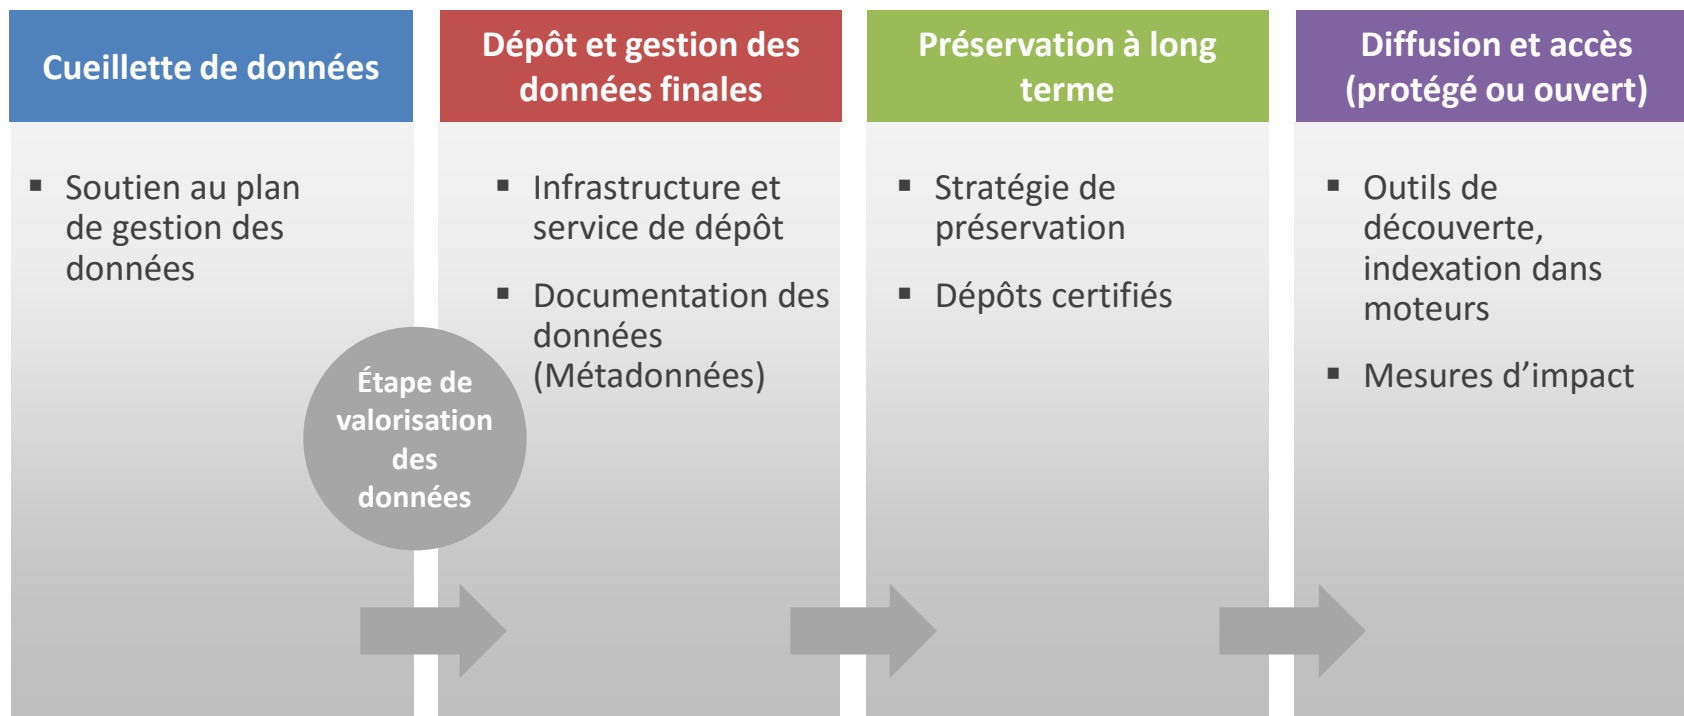 Cueillette de données
Soutien au plan
de gestion des
données
Étape de
valorisation
des
données
Dépôt et gestion des
données finales
Infrastructure et
service de dépôt
Documentation des
données
(Métadonnées)
Préservation à long
terme
Stratégie de
préservation
Dépôts certifiés
Diffusion et accès
(protégé ou ouvert)
Outils de
découverte,
indexation dans
moteurs
Mesures d’impact